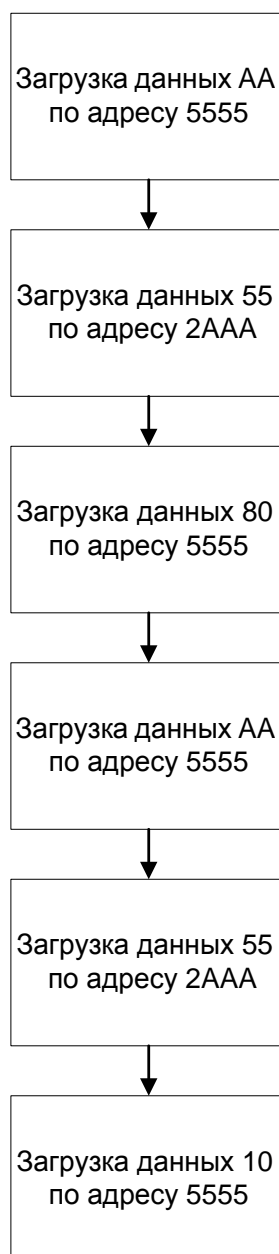 Загрузка данных AA
по адресу 5555
Загрузка данных 55
по адресу 2AAA
Загрузка данных 80
по адресу 5555
Загрузка данных AA
по адресу 5555
Загрузка данных 55
по адресу 2AAA
Загрузка данных 10
по адресу 5555